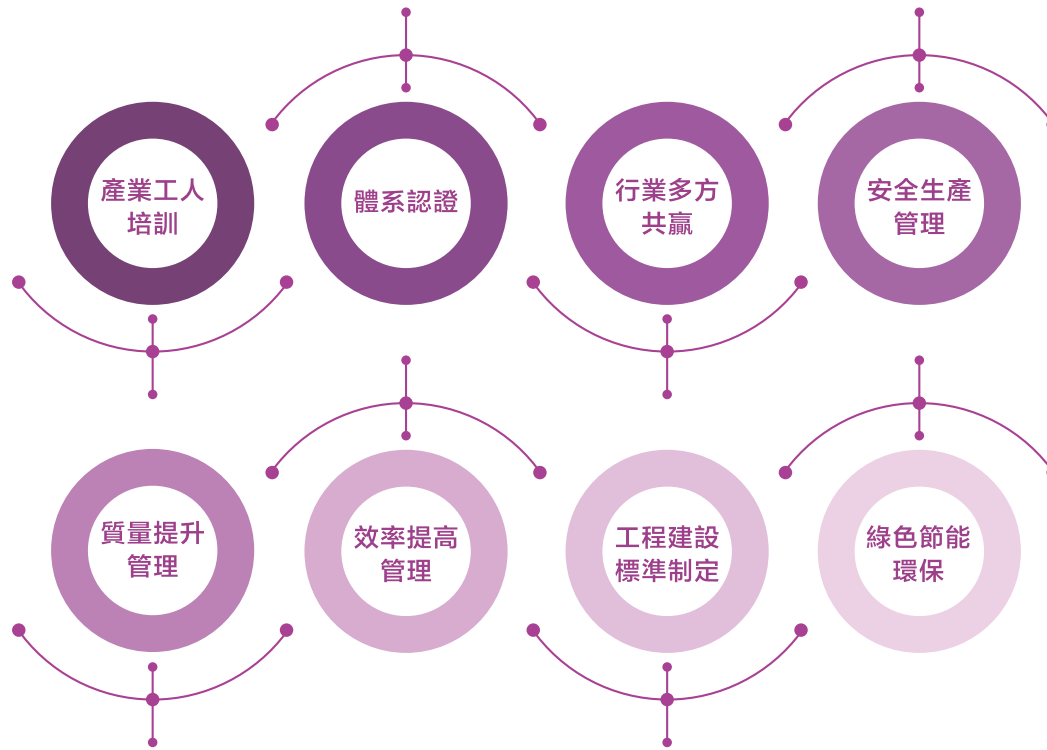 產業工人
培訓
體系認證
行業多方
共贏
安全生產
管理
質量提升
管理
效率提高
管理
工程建設
標準制定
綠色節能
環保